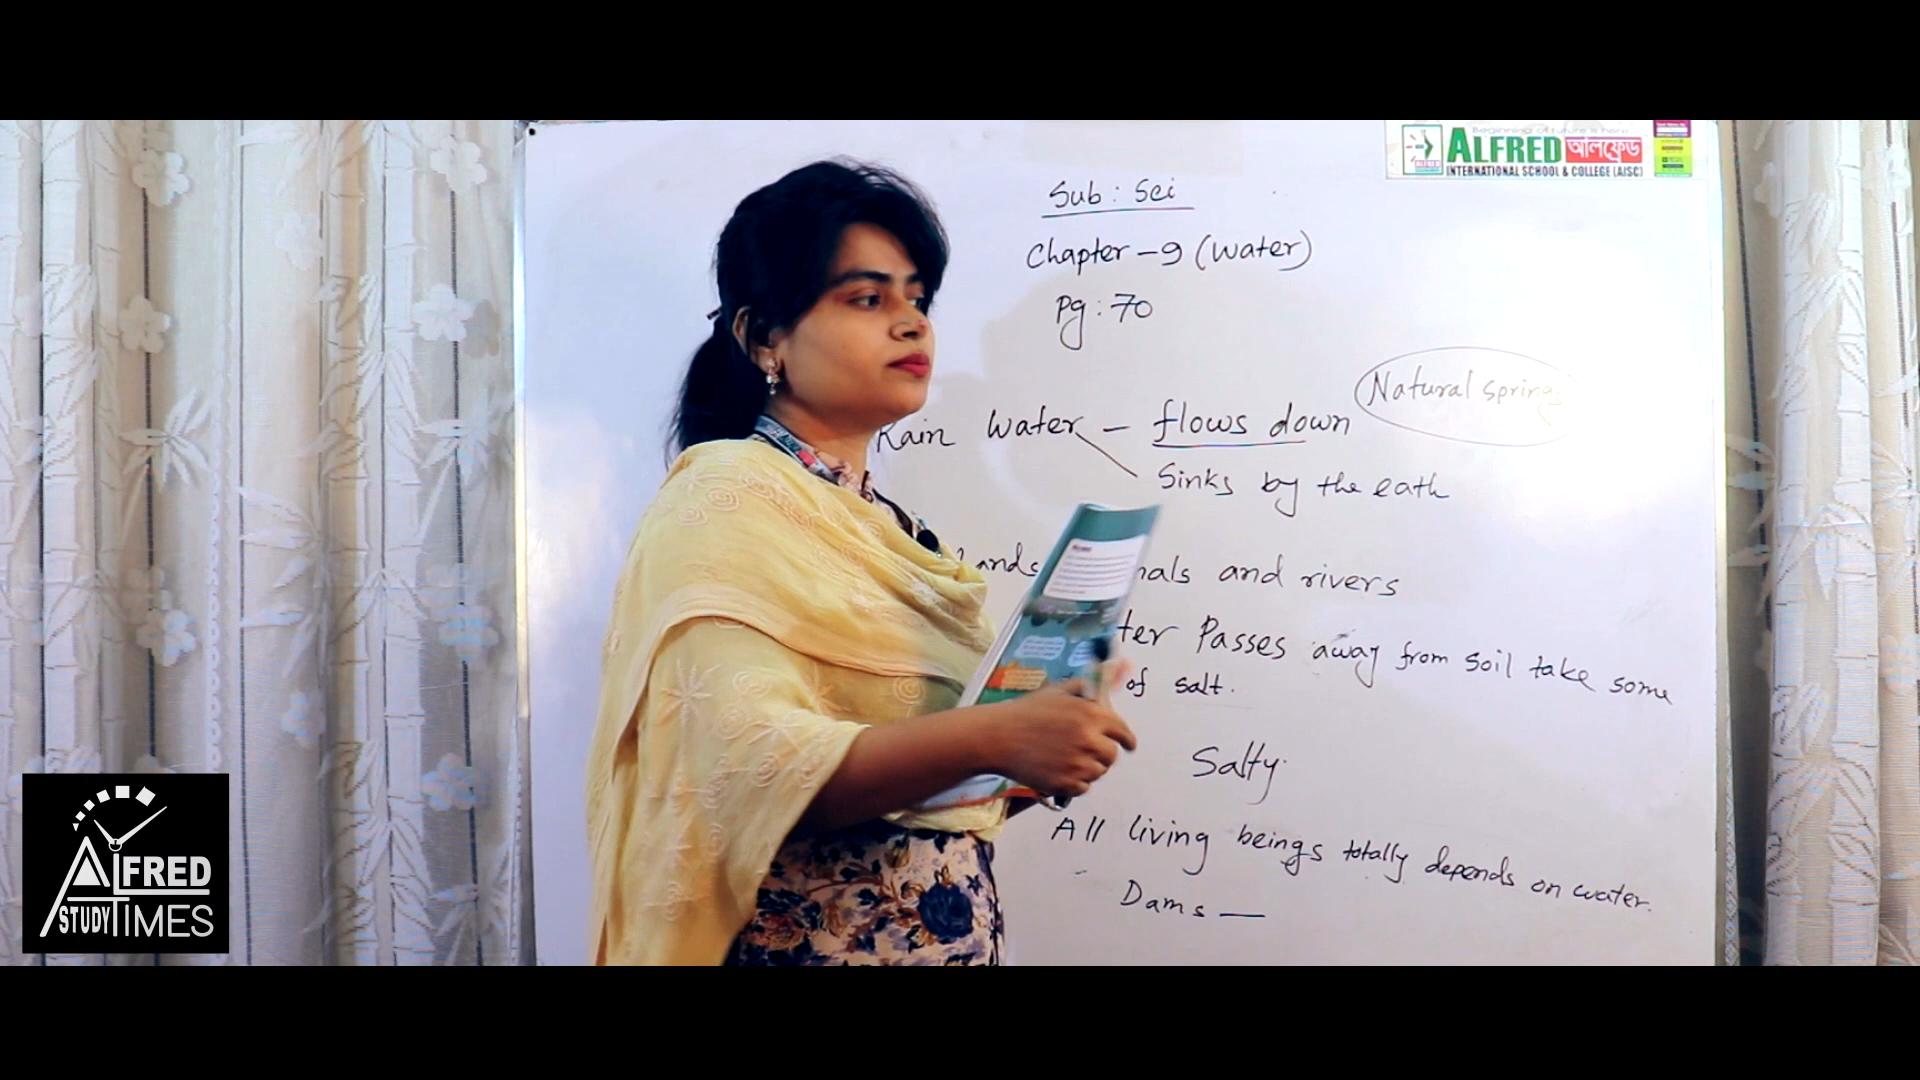 Beginning of future is here
ALFRED আলফ্রেড
INTERNATIONAL SCHOOL & COLLEGE (AISC)
Sub : Sci
Chapter - 9 (Water)
Pg : 70
Natural spring
Rain Water — flows down
Sinks by the eath
and rivers
Passes away from soil take some
of salt.
Salty.
All living beings totally depends on water.
Dams —
ALFRED
STUDY TIMES